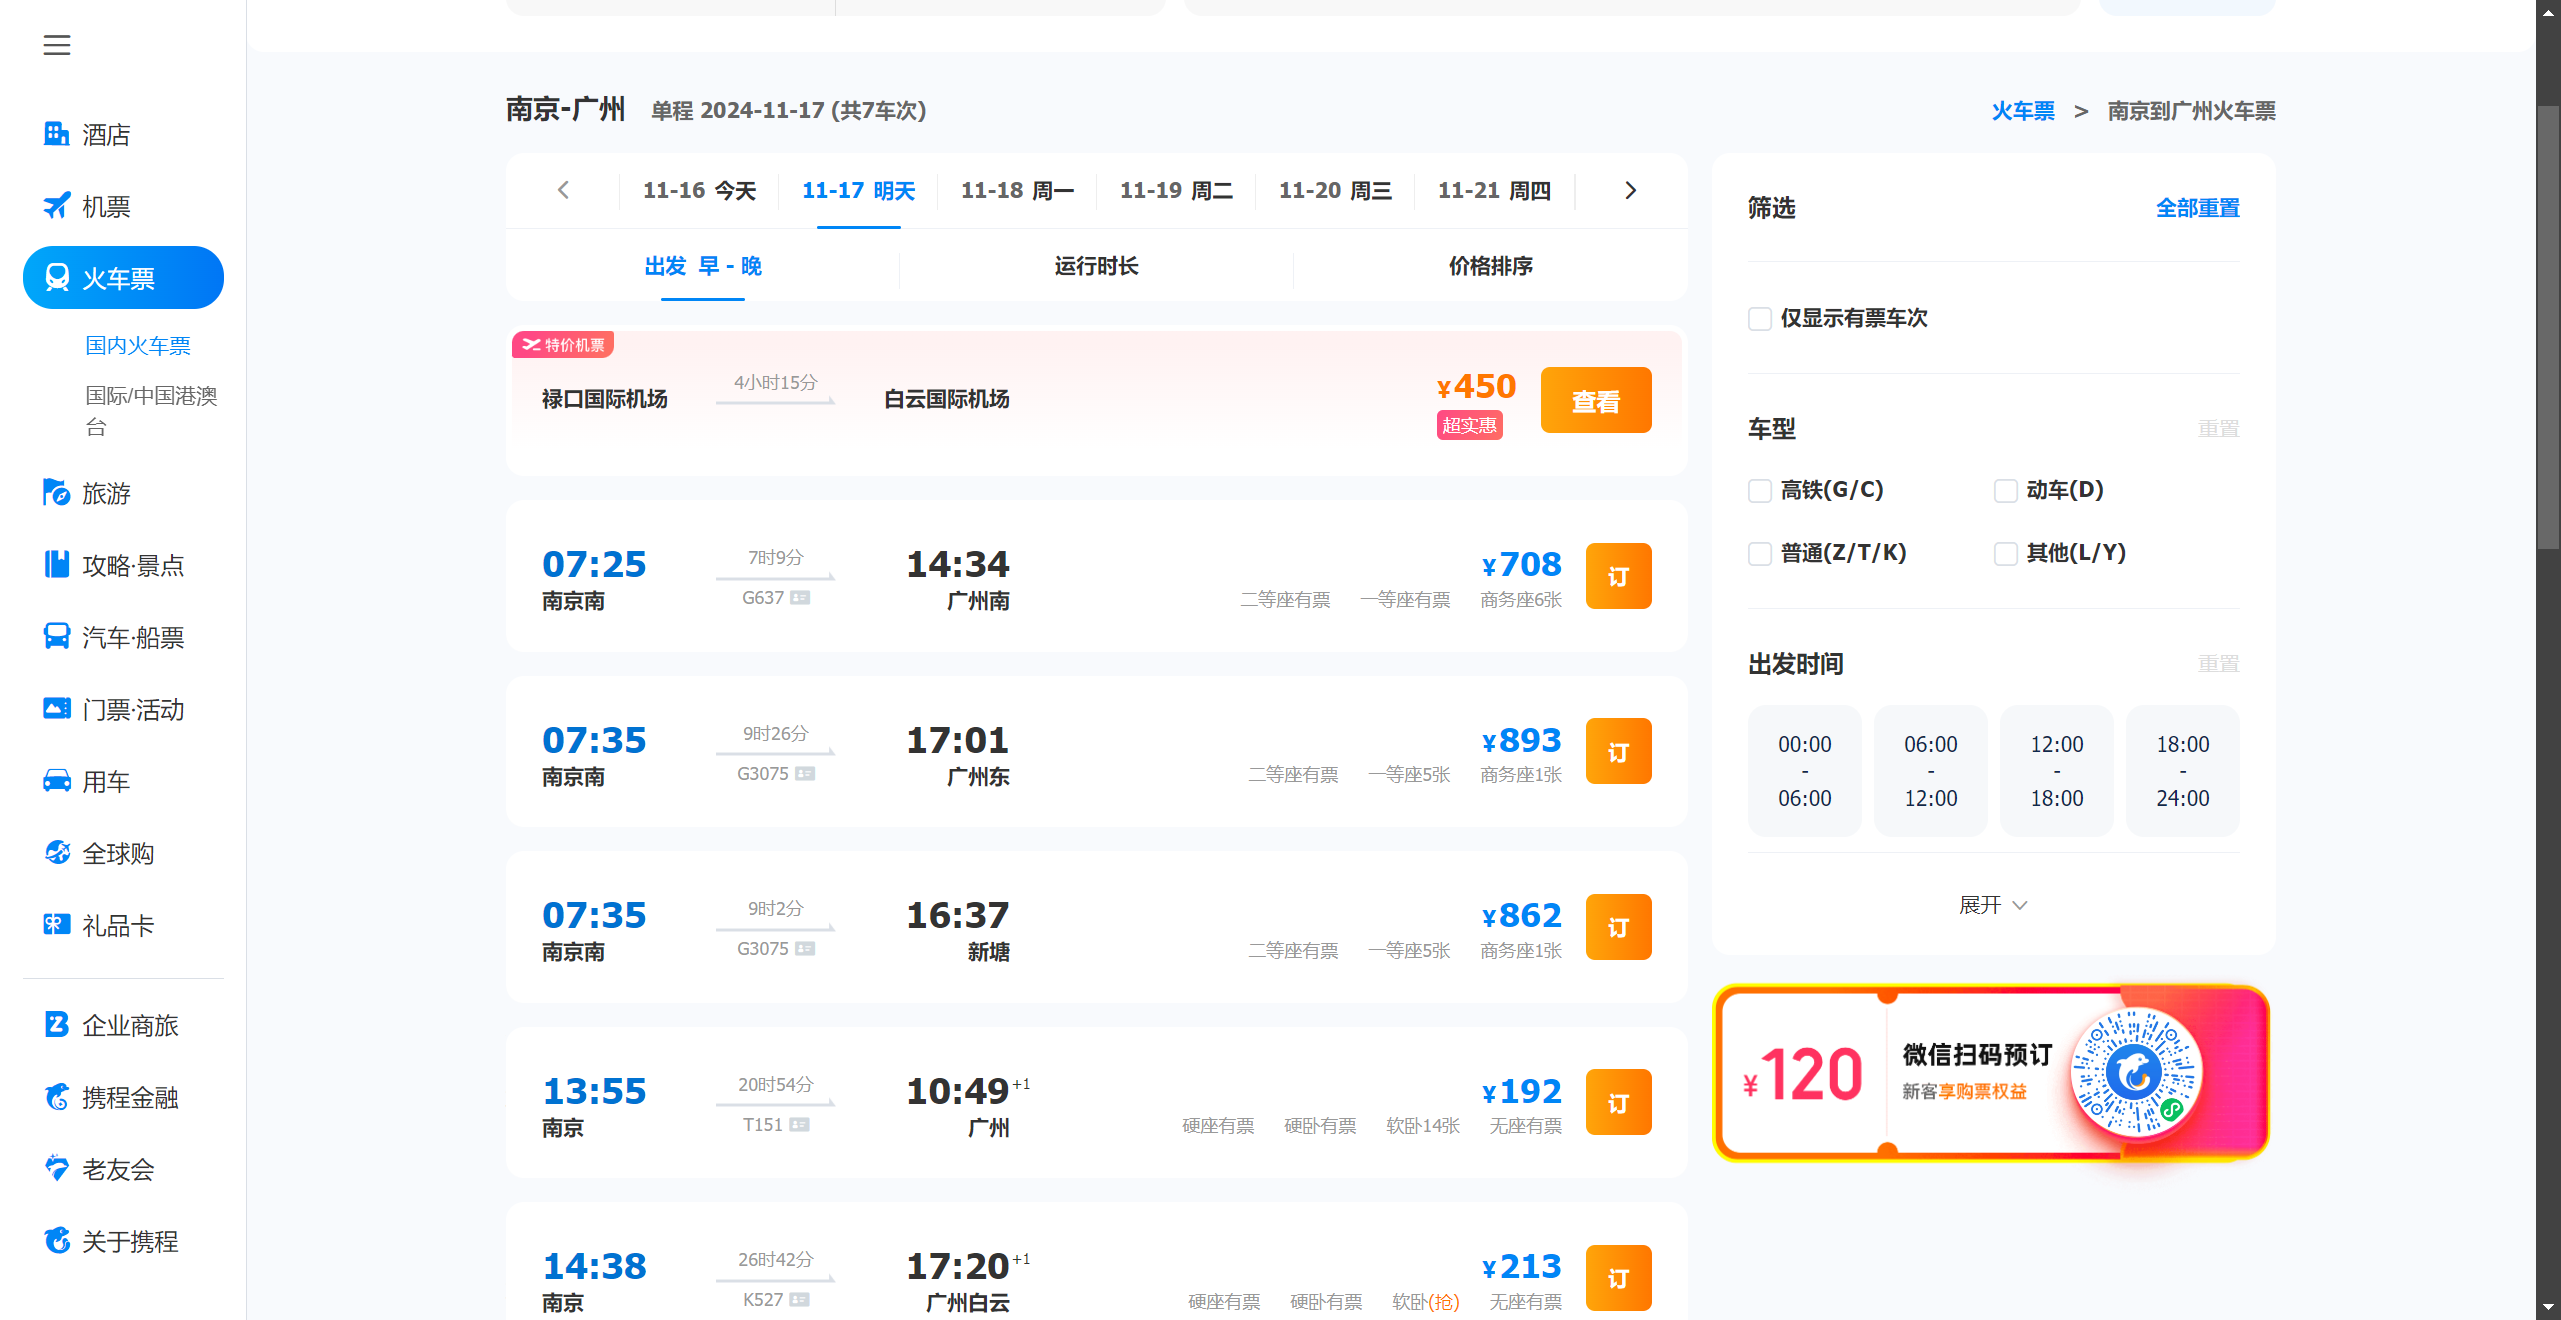 酒店
机票
火车票
国内火车票
国际/中国港澳
台
旅游
攻略·景点
汽车·船票
门票·活动
用车
全球购
礼品卡
企业商旅
携程金融
老友会
关于携程
南京-广州 单程 2024-11-17 (共7车次)
火车票 > 南京到广州火车票
11-16 今天 11-17 明天 11-18 周一 11-19 周二 11-20 周三 11-21 周四
出发 早 - 晚 运行时长 价格排序
特价机票
禄口国际机场 4小时15分 白云国际机场 ¥450 查看
超实惠
07:25 7时9分 14:34 ¥708 订
南京南 G637 广州南 二等座有票 一等座有票 商务座6张
07:35 9时26分 17:01 ¥893 订
南京南 G3075 广州东 二等座有票 一等座5张 商务座1张
07:35 9时2分 16:37 ¥862 订
南京南 G3075 新塘 二等座有票 一等座5张 商务座1张
13:55 20时54分 10:49+1 ¥192 订
南京 T151 广州 硬座有票 硬卧有票 软卧14张 无座有票
14:38 26时42分 17:20+1 ¥213 订
南京 K527 广州白云 硬座有票 硬卧有票 软卧(抢) 无座有票
筛选 全部重置
仅显示有票车次
车型 重置
高铁(G/C) 动车(D)
普通(Z/T/K) 其他(L/Y)
出发时间 重置
00:00 06:00 12:00 18:00
- - - -
06:00 12:00 18:00 24:00
展开
¥120
微信扫码预订
新客享购票权益